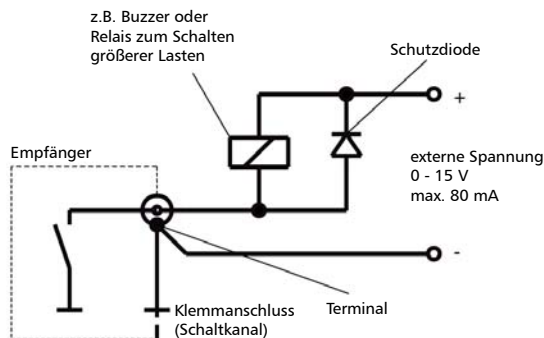 z.B. Buzzer oder
Relais zum Schalten
größerer Lasten
Schutzdiode
+
Empfänger
externe Spannung
0 - 15 V
max. 80 mA
-
Klemmanschluss
(Schaltkanal)
Terminal